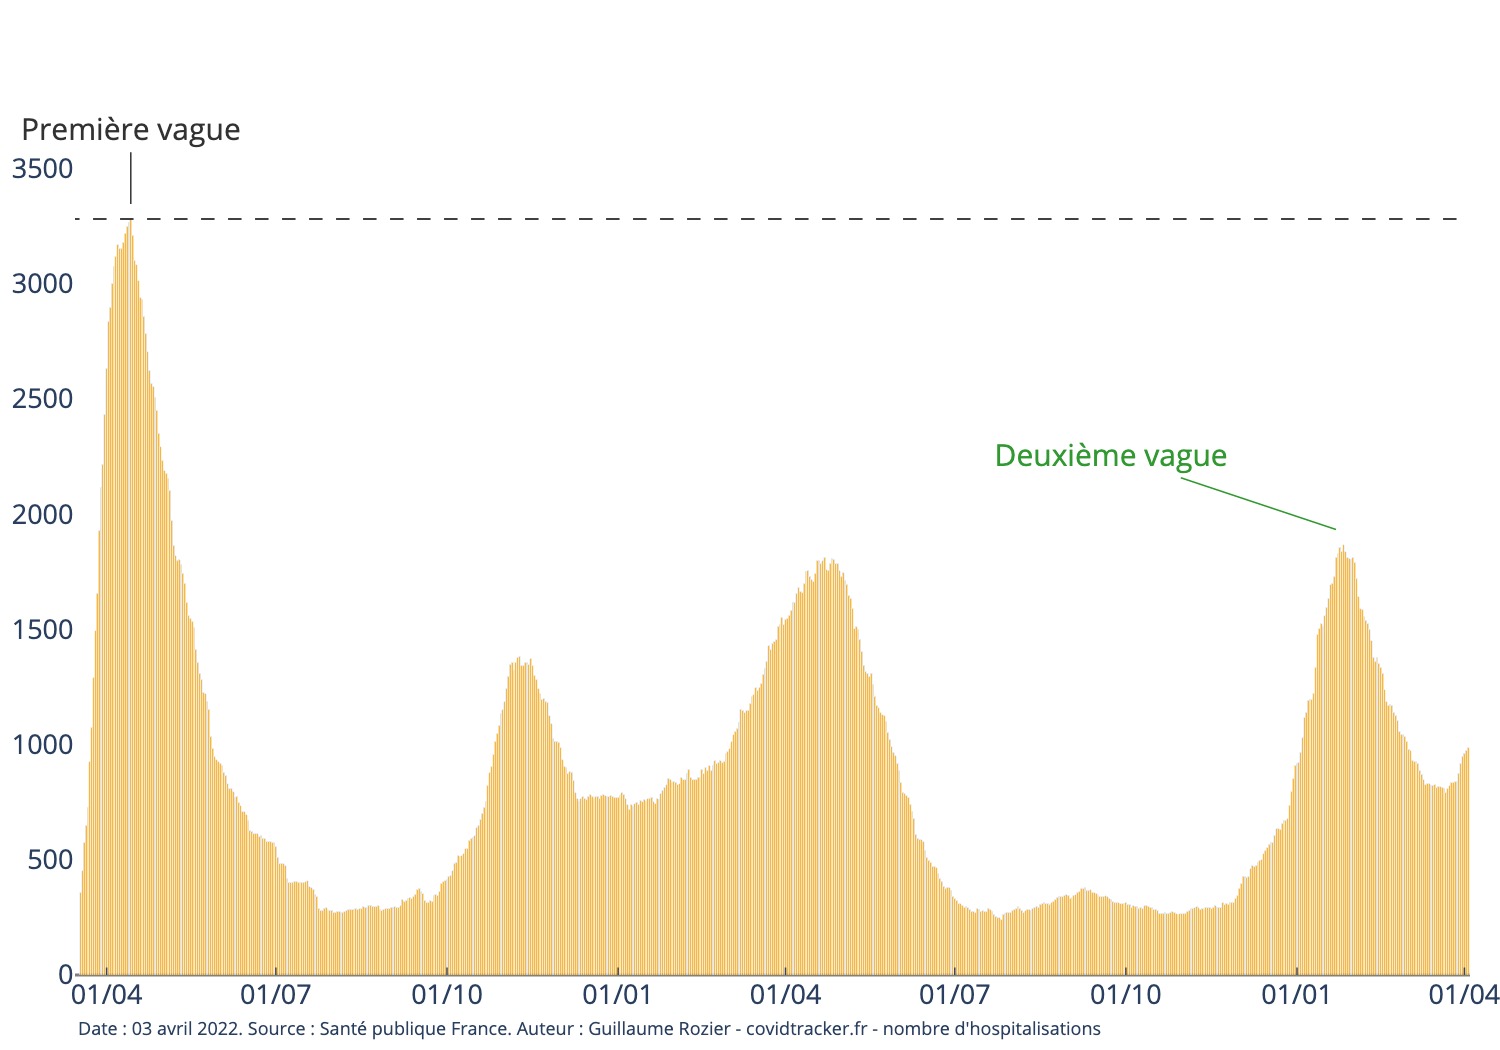 Première vague
3500
3000
2500
Deuxième vague
2000
1500
1000
500
0
01/04 01/07 01/10 01/01 01/04 01/07 01/10 01/01 01/04
Date : 03 avril 2022. Source : Santé publique France. Auteur : Guillaume Rozier - covidtracker.fr - nombre d'hospitalisations